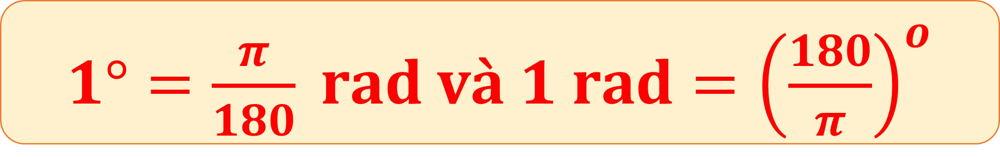 1° = π/180 rad và 1 rad = (180/π)^o